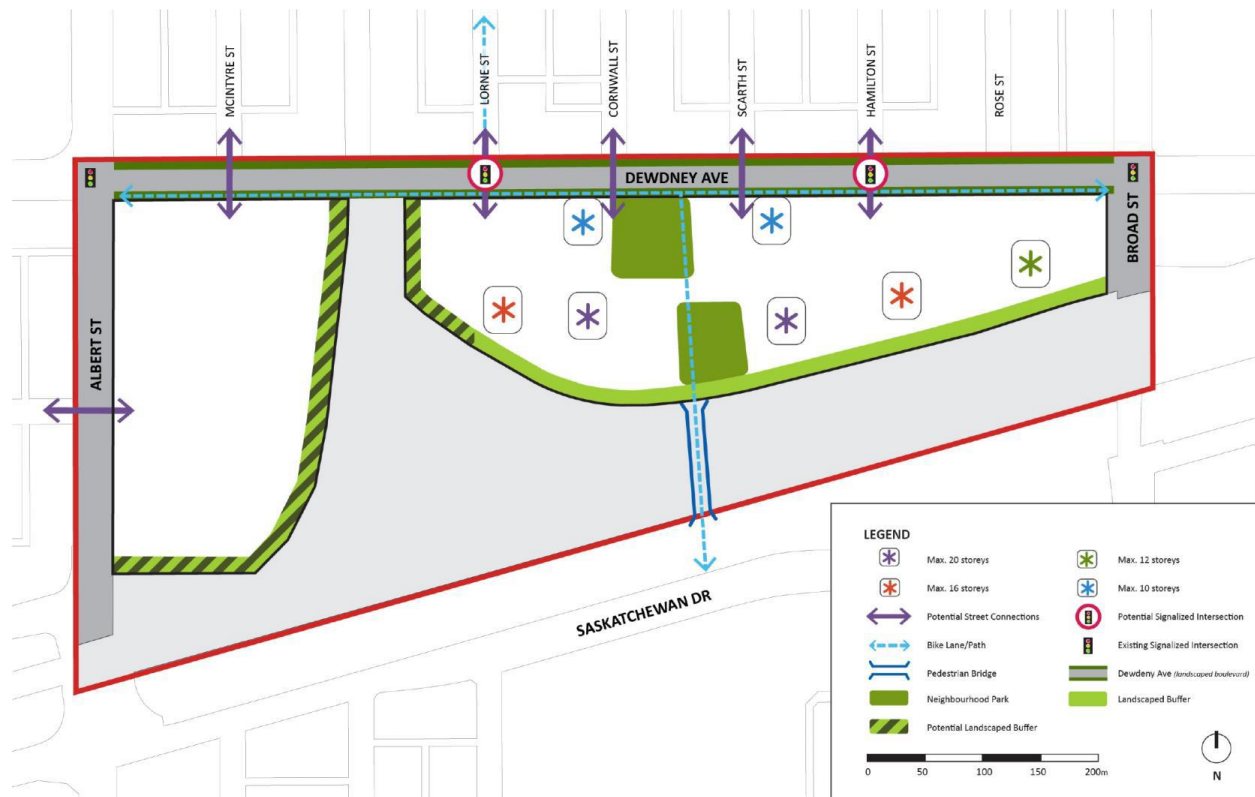 MCINTYRE ST
LORNE ST
CORNWALL ST
SCARTH ST
HAMILTON ST
ROSE ST
DEWDNEY AVE
BROAD ST
ALBERT ST
SASKATCHEWAN DR
LEGEND
Max. 20 storeys
Max. 12 storeys
Max. 16 storeys
Max. 10 storeys
Potential Street Connections
Potential Signalized Intersection
Bike Lane/Path
Existing Signalized Intersection
Pedestrian Bridge
Dewdeny Ave (landscaped boulevard)
Neighbourhood Park
Landscaped Buffer
Potential Landscaped Buffer
0 50 100 150 200m
N